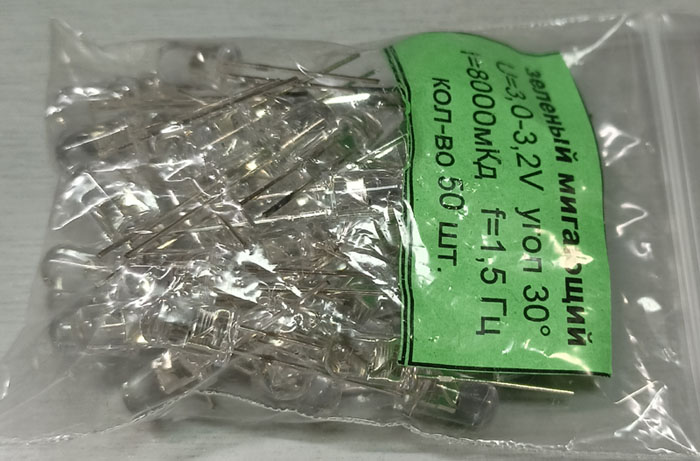 зеленый мигающий
U=3,0-3,2V угол 30°
I=8000мКд f=1,5 Гц
кол-во 50 шт.